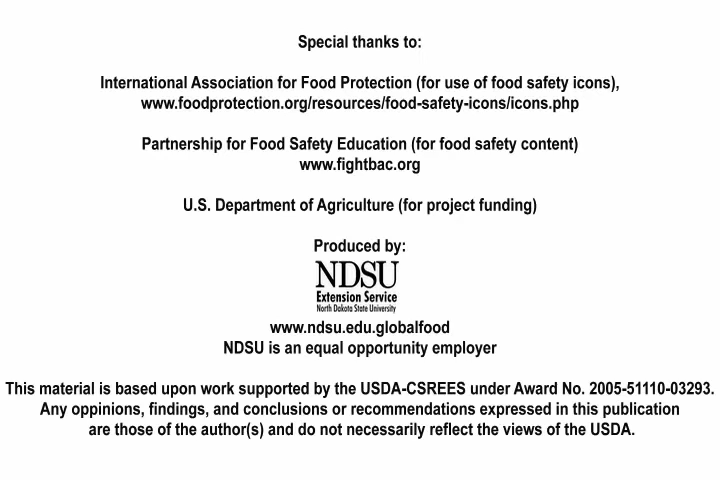 Special thanks to:
International Association for Food Protection (for use of food safety icons),
www.foodprotection.org/resources/food-safety-icons/icons.php
Partnership for Food Safety Education (for food safety content)
www.fightbac.org
U.S. Department of Agriculture (for project funding)
Produced by:
NDSU
Extension Service
North Dakota State University
www.ndsu.edu.globalfood
NDSU is an equal opportunity employer
This material is based upon work supported by the USDA-CSREES under Award No. 2005-51110-03293.
Any oppinions, findings, and conclusions or recommendations expressed in this publication
are those of the author(s) and do not necessarily reflect the views of the USDA.